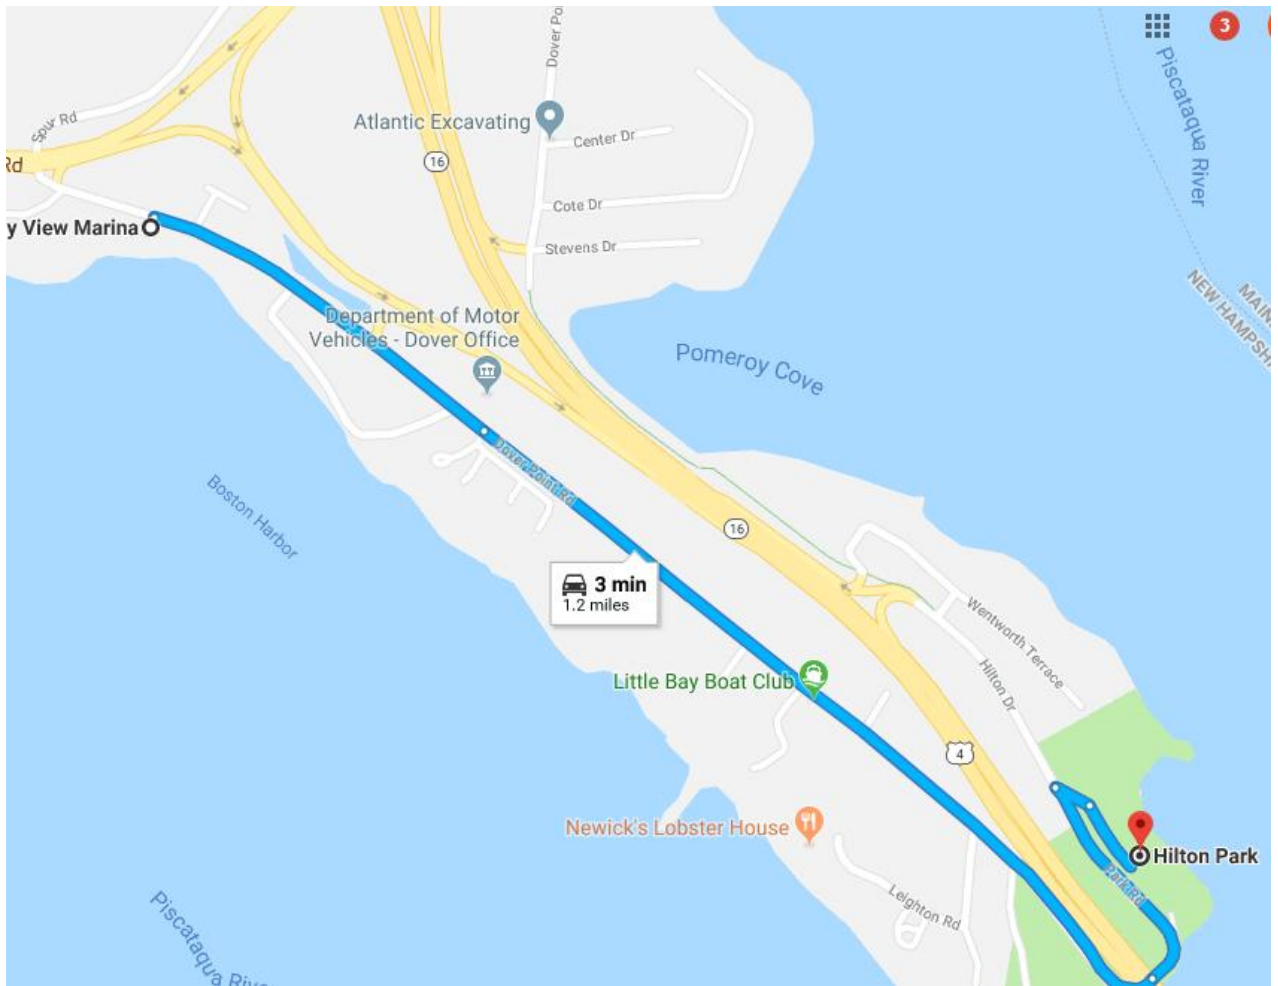 3
Dover Po
Piscataqua River
Atlantic Excavating
Center Dr
Spur Rd
16
Rd
Cote Dr
y View Marina
Stevens Dr
MAIN
NEW HAMPSH
Department of Motor
Vehicles - Dover Office
Pomeroy Cove
Dover Point Rd
Boston Harbor
16
3 min
1.2 miles
Wentworth Terrace
Hilton Dr
Little Bay Boat Club
4
Newick's Lobster House
Hilton Park
Park Rd
Leighton Rd
Piscataqua River